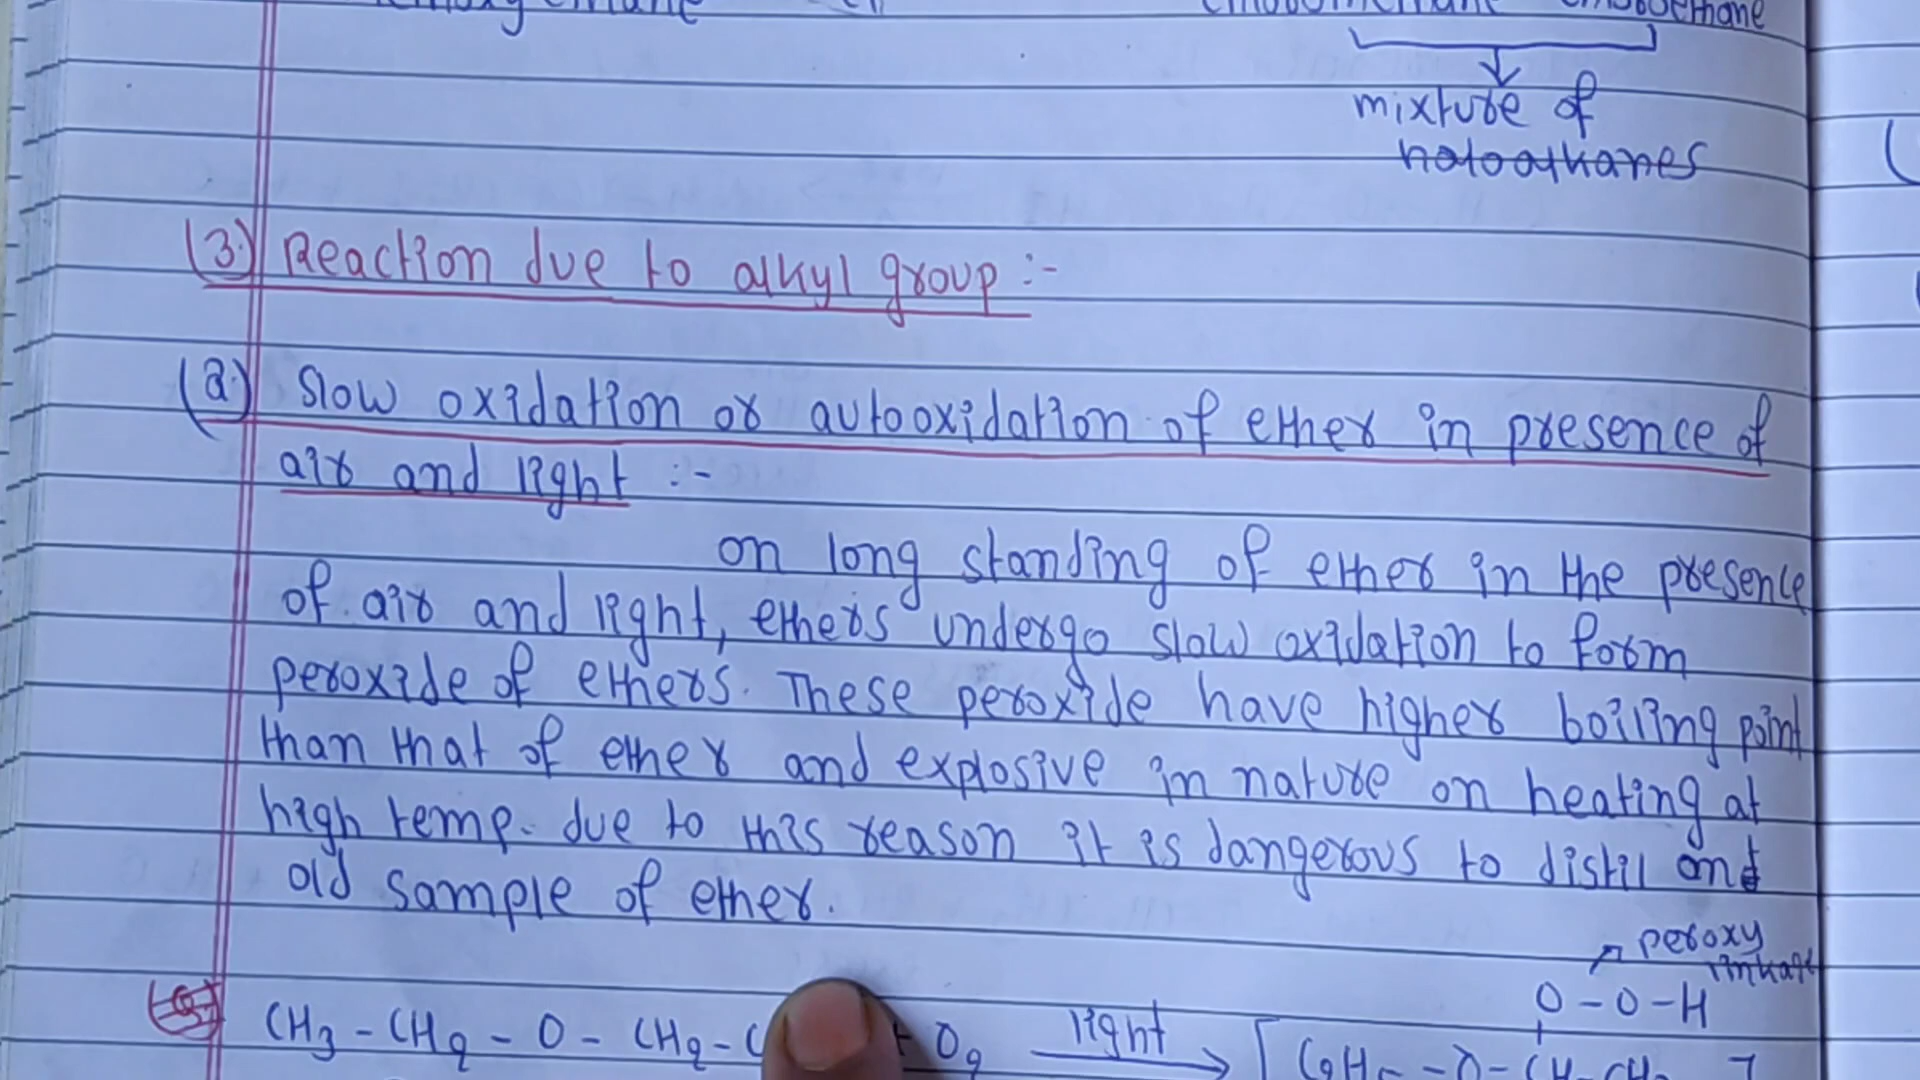 mixture of
haloalkanes
(3.) Reaction due to alkyl group :-
(a.) Slow oxidation or autooxidation of ether in presence of
air and light :-
on long standing of ether in the presence
of air and light, ethers undergo slow oxidation to form
peroxide of ethers. These peroxide have higher boiling point
than that of ether and explosive in nature on heating at
high temp. due to this reason it is dangerous to distil and
old sample of ether.
peroxy
linkage
O-O-H
CH3-CH2-O-CH2-C + O2 light [C2H5-O-CH-CH3]